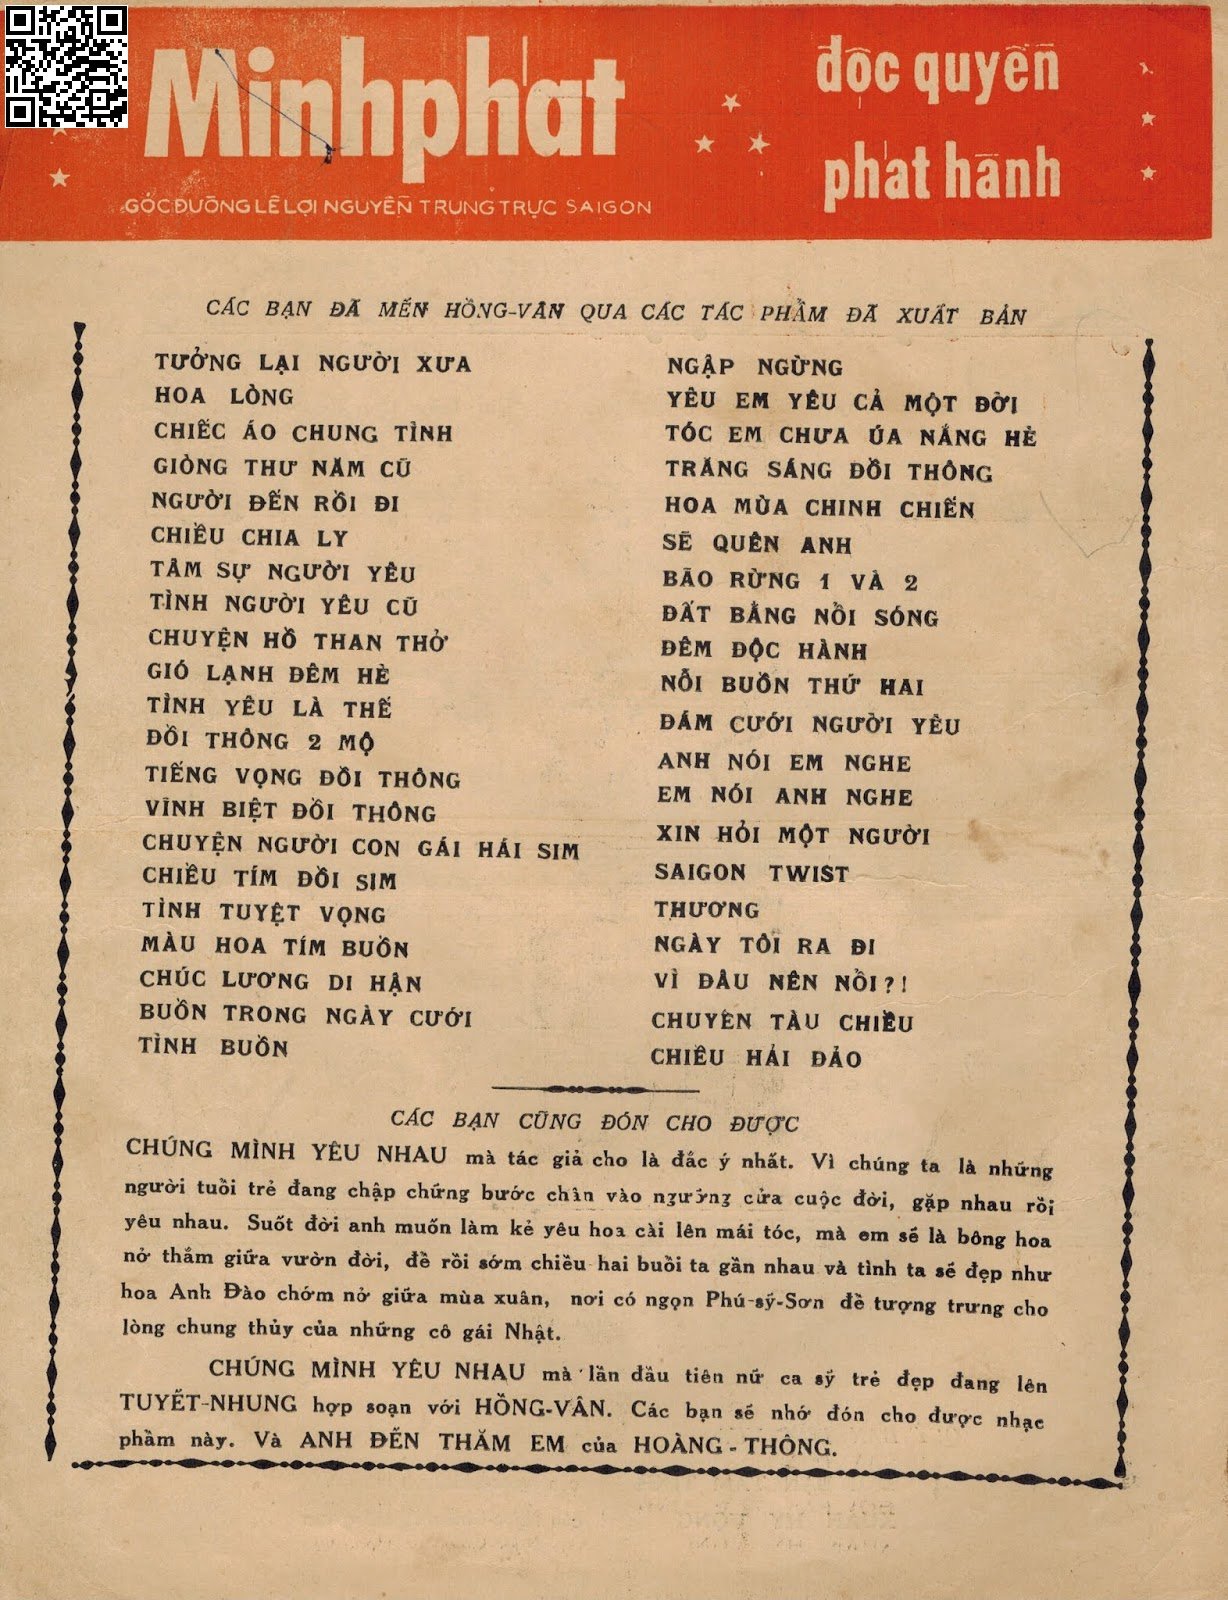 Minhphát
độc quyền
phát hành
GÓC ĐƯỜNG LÊ LỢI NGUYỄN TRUNG TRỰC SAIGON
CÁC BẠN ĐÃ MẾN HỒNG-VÂN QUA CÁC TÁC PHẨM ĐÃ XUẤT BẢN
TƯỞNG LẠI NGƯỜI XƯA
HOA LÒNG
CHIẾC ÁO CHUNG TÌNH
GIÒNG THƯ NĂM CŨ
NGƯỜI ĐẾN RỒI ĐI
CHIỀU CHIA LY
TÂM SỰ NGƯỜI YÊU
TÌNH NGƯỜI YÊU CŨ
CHUYỆN HỒ THAN THỞ
GIÓ LẠNH ĐÊM HÈ
TÌNH YÊU LÀ THẾ
ĐỒI THÔNG 2 MỘ
TIẾNG VỌNG ĐỒI THÔNG
VĨNH BIỆT ĐỒI THÔNG
CHUYỆN NGƯỜI CON GÁI HÁI SIM
CHIỀU TÍM ĐỒI SIM
TÌNH TUYỆT VỌNG
MÀU HOA TÍM BUỒN
CHÚC LƯƠNG DI HẬN
BUỒN TRONG NGÀY CƯỚI
TÌNH BUỒN
NGẬP NGỪNG
YÊU EM YÊU CẢ MỘT ĐỜI
TÓC EM CHƯA ÚA NẮNG HÈ
TRĂNG SÁNG ĐỒI THÔNG
HOA MÙA CHINH CHIẾN
SẼ QUÊN ANH
BÃO RỪNG 1 VÀ 2
ĐẤT BẰNG NỔI SÓNG
ĐÊM ĐỘC HÀNH
NỖI BUỒN THỨ HAI
ĐÁM CƯỚI NGƯỜI YÊU
ANH NÓI EM NGHE
EM NÓI ANH NGHE
XIN HỎI MỘT NGƯỜI
SAIGON TWIST
THƯƠNG
NGÀY TÔI RA ĐI
VÌ ĐÂU NÊN NỖI?!
CHUYẾN TÀU CHIỀU
CHIỀU HẢI ĐẢO
CÁC BẠN CŨNG ĐÓN CHO ĐƯỢC
CHÚNG MÌNH YÊU NHAU mà tác giả cho là đắc ý nhất. Vì chúng ta là những
người tuổi trẻ đang chập chững bước chân vào ngưỡng cửa cuộc đời, gặp nhau rồi
yêu nhau. Suốt đời anh muốn làm kẻ yêu hoa cài lên mái tóc, mà em sẽ là bông hoa
nở thắm giữa vườn đời, để rồi sớm chiều hai buổi ta gần nhau và tình ta sẽ đẹp như
hoa Anh Đào chớm nở giữa mùa xuân, nơi có ngọn Phú-sỹ-Sơn để tượng trưng cho
lòng chung thủy của những cô gái Nhật.
CHÚNG MÌNH YÊU NHAU mà lần đầu tiên nữ ca sỹ trẻ đẹp đang lên
TUYẾT-NHUNG hợp soạn với HỒNG-VÂN. Các bạn sẽ nhớ đón cho được nhạc
phẩm này. Và ANH ĐẾN THĂM EM của HOÀNG-THÔNG.